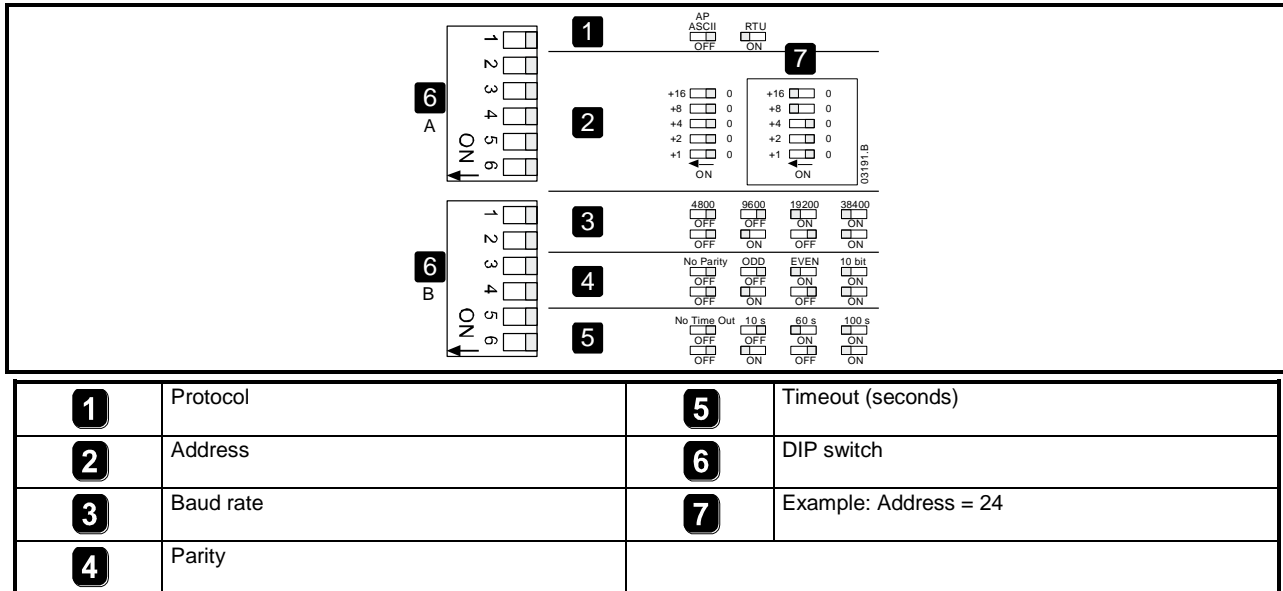 1
2
3
4
5
6
ON
6
A
1
2
3
4
5
6
ON
6
B
1
AP
ASCII RTU
OFF ON
7
2
+16 0 +16 0
+8 0 +8 0
+4 0 +4 0
+2 0 +2 0
+1 0 +1 0
ON ON
03191.B
3
4800 9600 19200 38400
OFF OFF ON ON
OFF ON OFF ON
4
No Parity ODD EVEN 10 bit
OFF OFF ON ON
OFF ON OFF ON
5
No Time Out 10 s 60 s 100 s
OFF OFF ON ON
OFF ON OFF ON
1 Protocol 5 Timeout (seconds)
2 Address 6 DIP switch
3 Baud rate 7 Example: Address = 24
4 Parity